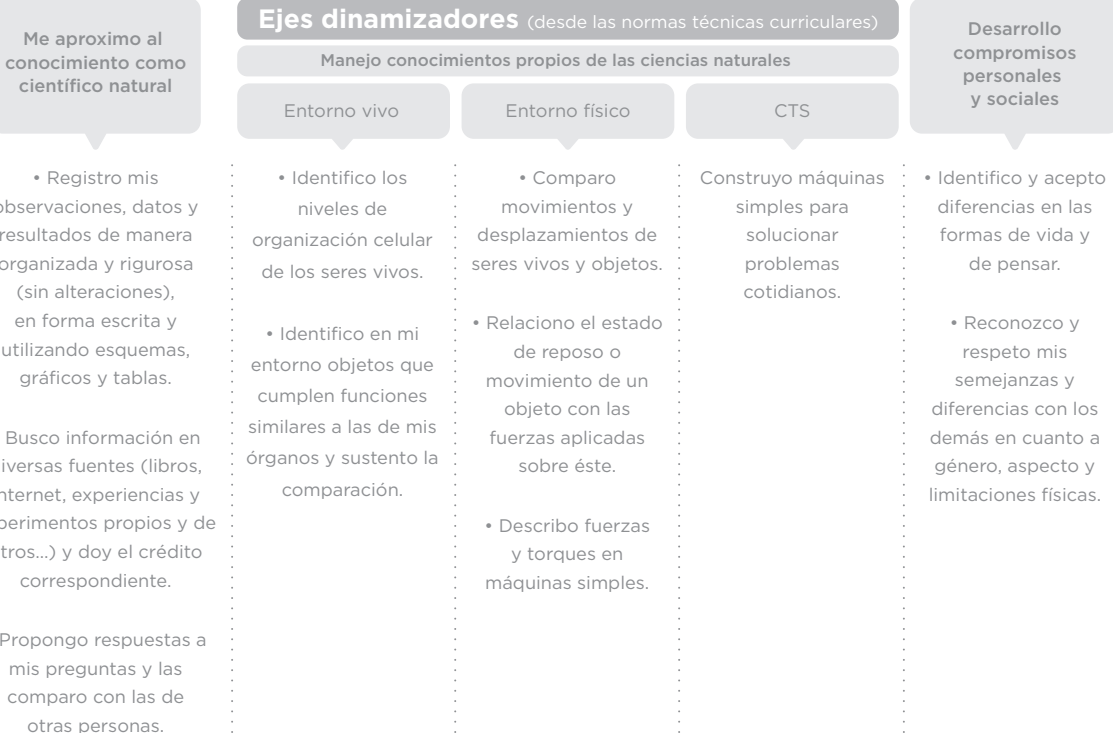 Me aproximo al
conocimiento como
científico natural
• Registro mis
observaciones, datos y
resultados de manera
organizada y rigurosa
(sin alteraciones),
en forma escrita y
utilizando esquemas,
gráficos y tablas.
Busco información en
iversas fuentes (libros,
nternet, experiencias y
perimentos propios y de
tros...) y doy el crédito
correspondiente.
Propongo respuestas a
mis preguntas y las
comparo con las de
otras personas.
Ejes dinamizadores (desde las normas técnicas curriculares)
Manejo conocimientos propios de las ciencias naturales
Entorno vivo
• Identifico los
niveles de
organización celular
de los seres vivos.
• Identifico en mi
entorno objetos que
cumplen funciones
similares a las de mis
órganos y sustento la
comparación.
Entorno físico
• Comparo
movimientos y
desplazamientos de
seres vivos y objetos.
• Relaciono el estado
de reposo o
movimiento de un
objeto con las
fuerzas aplicadas
sobre éste.
• Describo fuerzas
y torques en
máquinas simples.
CTS
Construyo máquinas
simples para
solucionar
problemas
cotidianos.
Desarrollo
compromisos
personales
y sociales
• Identifico y acepto
diferencias en las
formas de vida y
de pensar.
• Reconozco y
respeto mis
semejanzas y
diferencias con los
demás en cuanto a
género, aspecto y
limitaciones físicas.